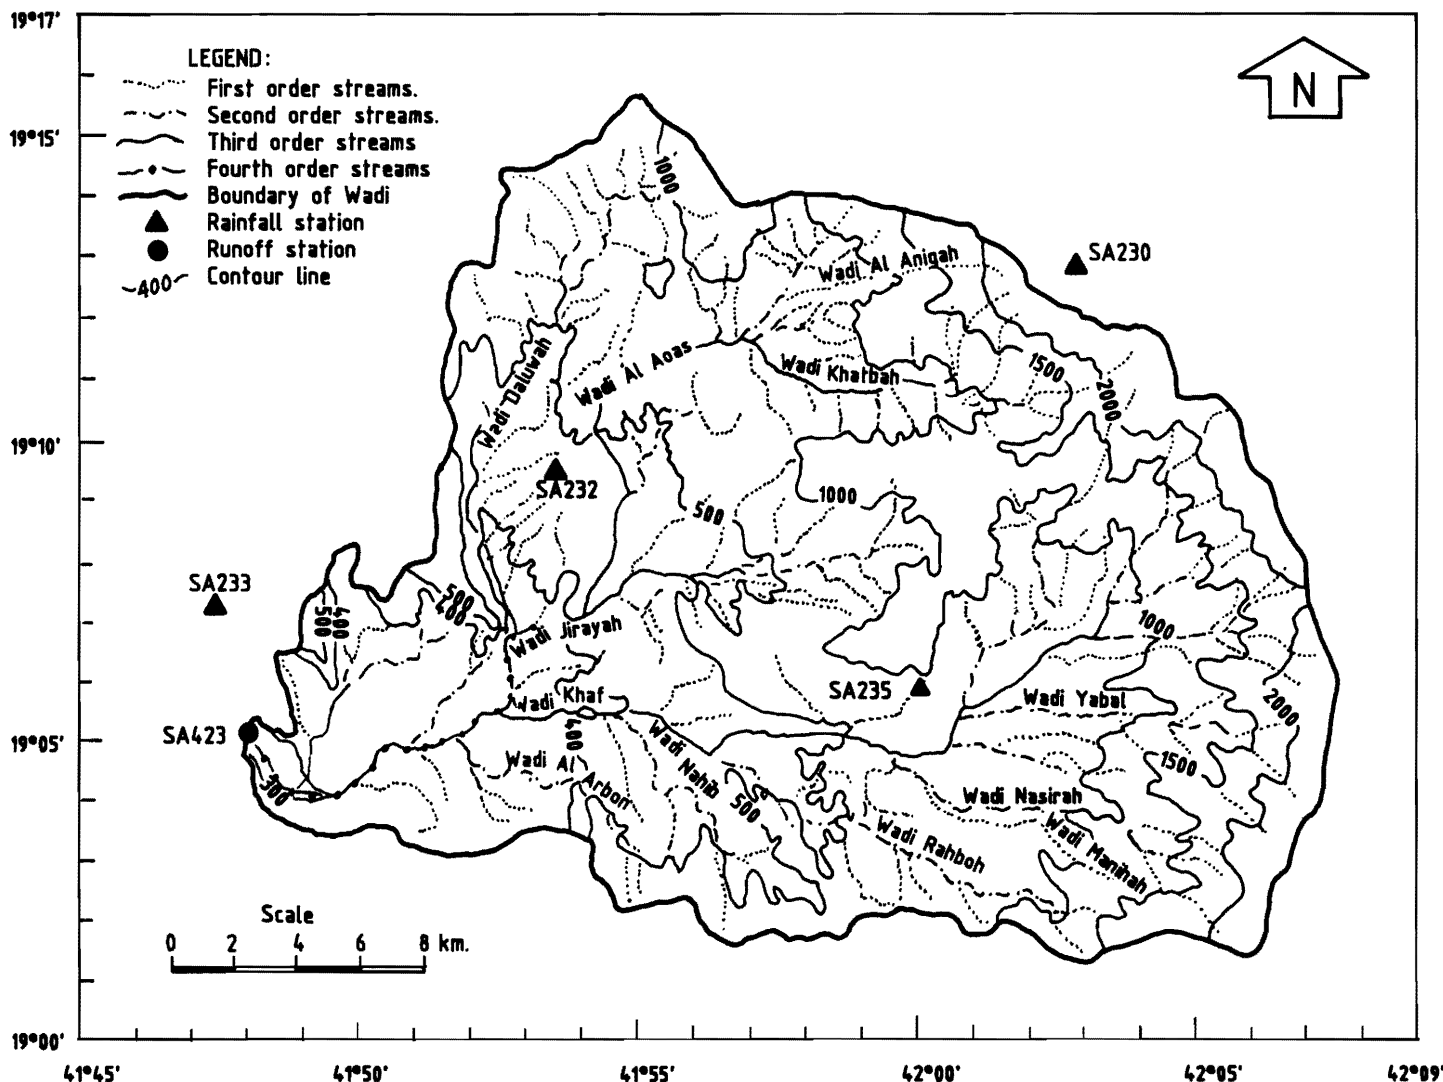 19°17'
19°15'
19°10'
19°05'
19°00'
LEGEND:
First order streams.
Second order streams.
Third order streams
Fourth order streams
Boundary of Wadi
Rainfall station
Runoff station
400
Contour line
N
1000
SA230
Wadi Al Aniqah
Wadi Daluwah
Wadi Al Aoas
Wadi Khatbah
1500
2000
SA232
1000
500
SA233
500
400
500
400
Wadi Jirayah
1000
SA235
Wadi Khaf
Wadi Yabal
2000
SA423
400
Wadi Nahib
Wadi Al Arbon
1500
300
500
Wadi Nasirah
Wadi Rahboh
Wadi Manihah
Scale
0 2 4 6 8 km.
41°45' 41°50' 41°55' 42°00' 42°05' 42°09'